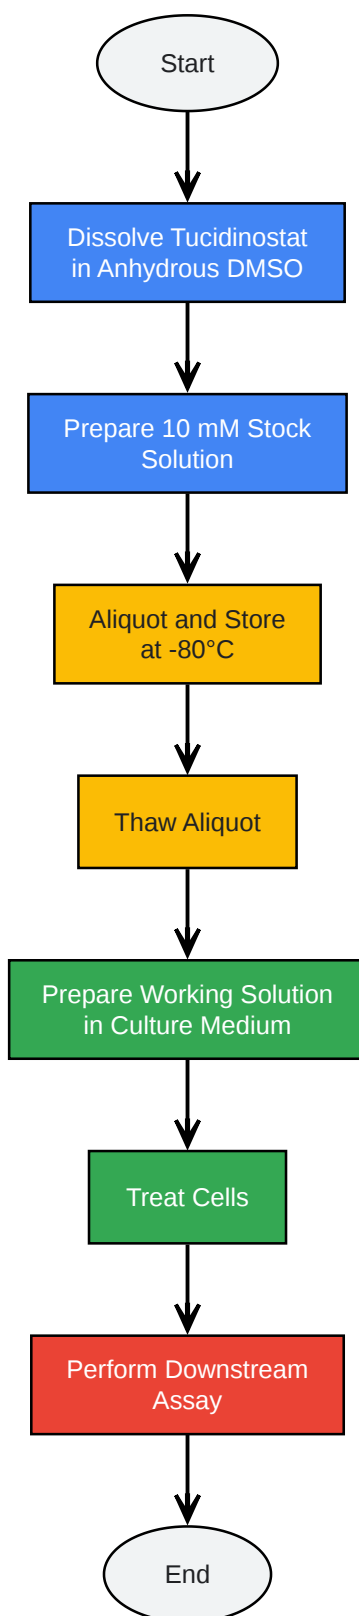 Start
Dissolve Tucidinostat
in Anhydrous DMSO
Prepare 10 mM Stock
Solution
Aliquot and Store
at -80°C
Thaw Aliquot
Prepare Working Solution
in Culture Medium
Treat Cells
Perform Downstream
Assay
End